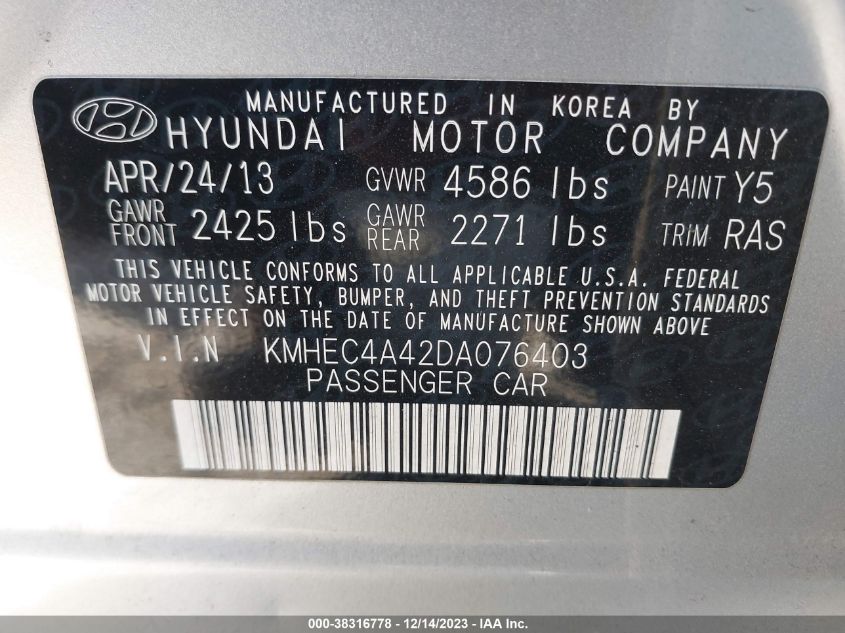 MANUFACTURED IN KOREA BY
HYUNDAI MOTOR COMPANY
APR/24/13 GVWR 4586 lbs PAINT Y5
GAWR FRONT 2425 lbs GAWR REAR 2271 lbs TRIM RAS
THIS VEHICLE CONFORMS TO ALL APPLICABLE U.S.A. FEDERAL
MOTOR VEHICLE SAFETY, BUMPER, AND THEFT PREVENTION STANDARDS
IN EFFECT ON THE DATE OF MANUFACTURE SHOWN ABOVE
V.I.N KMHEC4A42DA076403
PASSENGER CAR
000-38316778 - 12/14/2023 - IAA Inc.